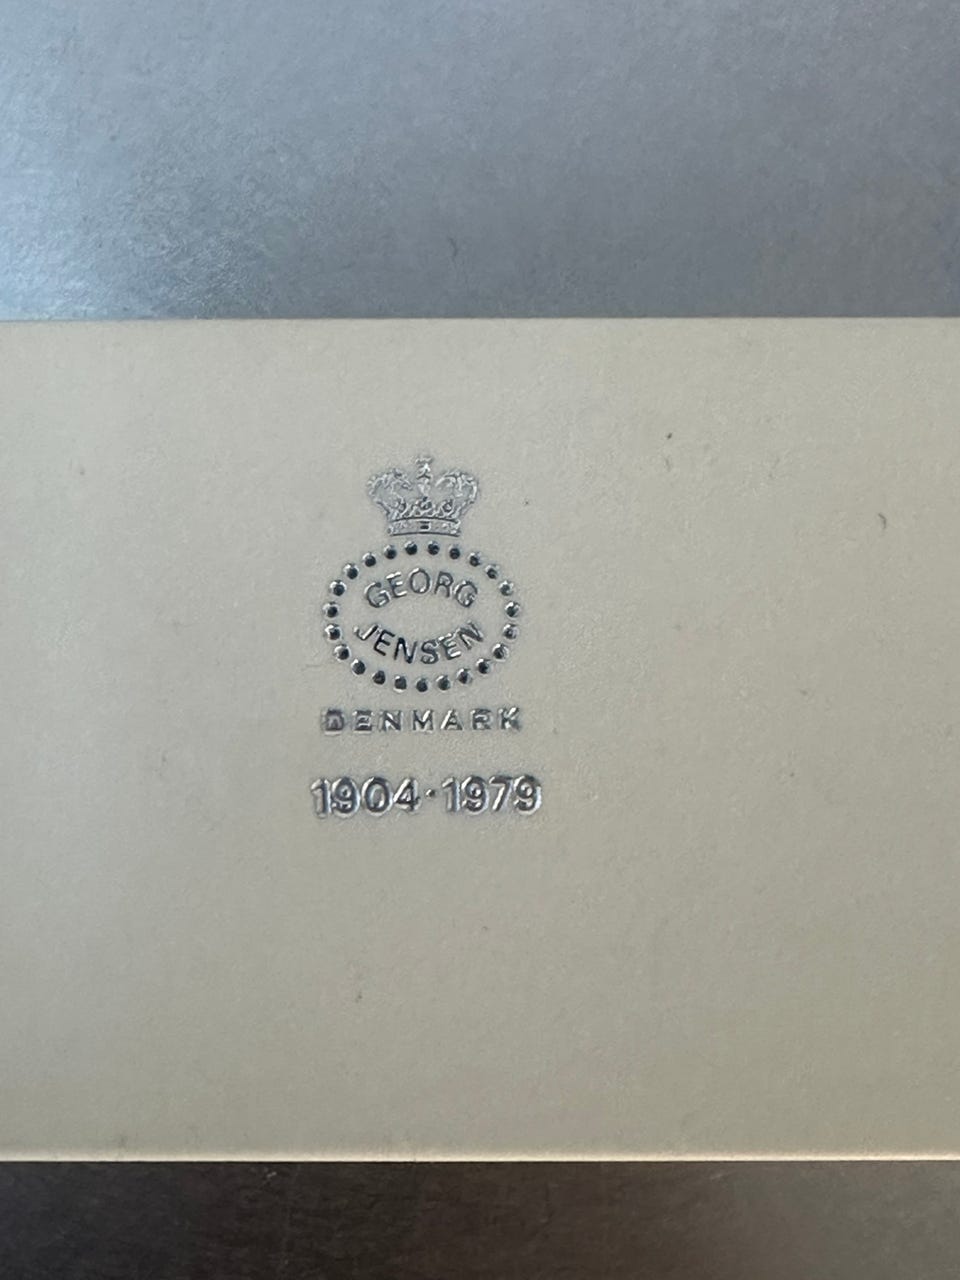 GEORG
JENSEN
DENMARK
1904·1979